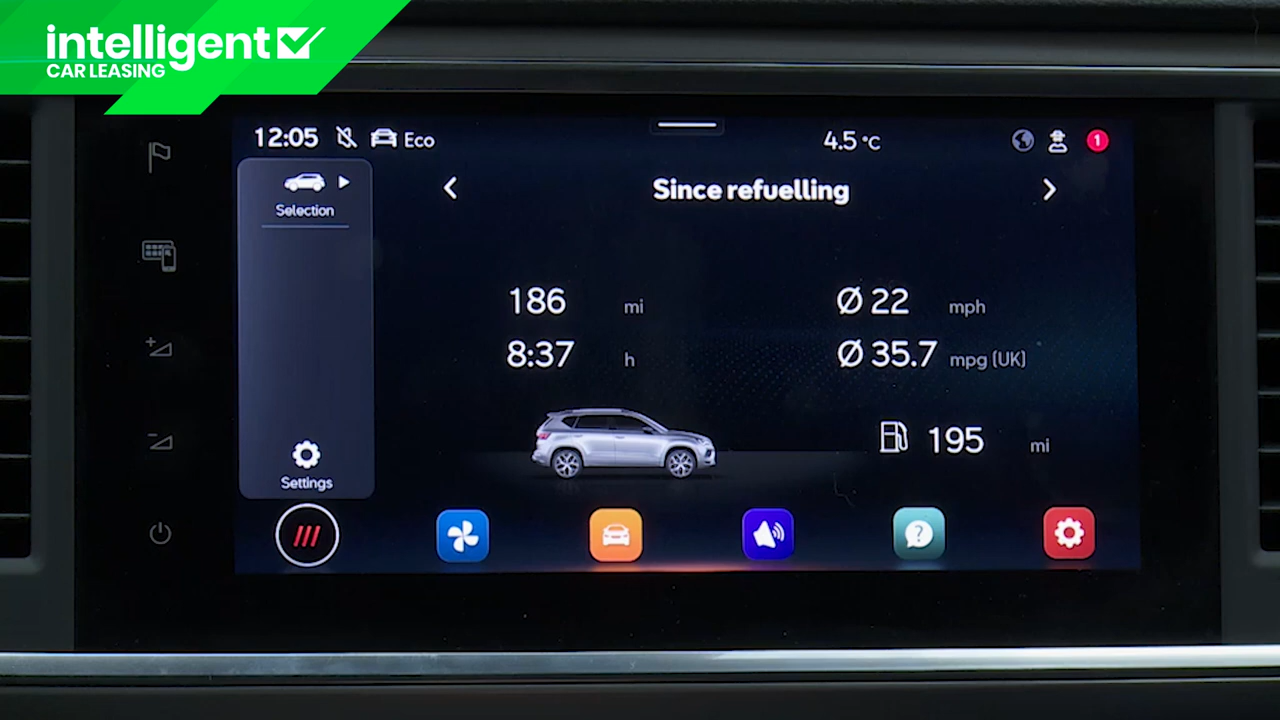 intelligent
CAR LEASING
12:05 Eco 4.5 °C 1
Selection
Since refuelling
186 mi Ø 22 mph
8:37 h Ø 35.7 mpg (UK)
195 mi
Settings
?